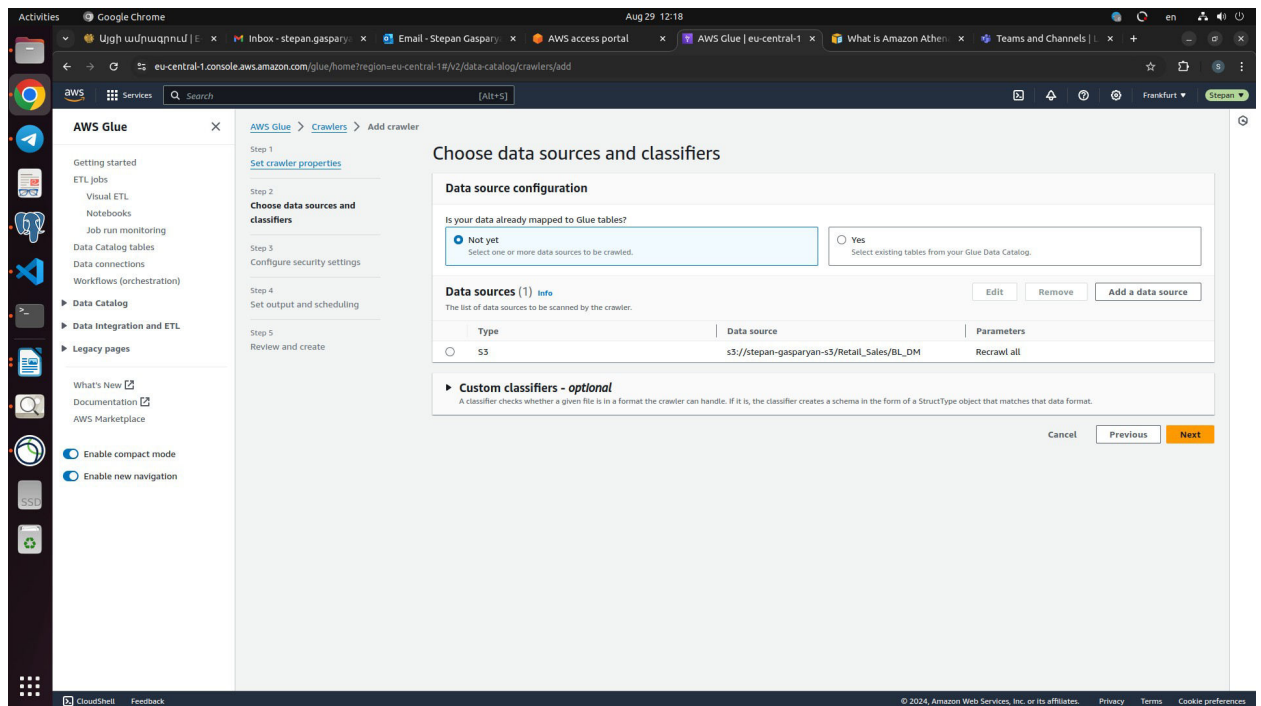 Activities Google Chrome Aug 29 12:18 en
Այցի ամրագրում | E Inbox - stepan.gaspary Email - Stepan Gaspary AWS access portal AWS Glue | eu-central-1 What is Amazon Athen Teams and Channels | L
eu-central-1.console.aws.amazon.com/glue/home?region=eu-central-1#/v2/data-catalog/crawlers/add S
aws Services Search [Alt+S] Frankfurt Stepan
AWS Glue
Getting started
ETL jobs
Visual ETL
Notebooks
Job run monitoring
Data Catalog tables
Data connections
Workflows (orchestration)
Data Catalog
Data Integration and ETL
Legacy pages
What's New
Documentation
AWS Marketplace
Enable compact mode
Enable new navigation
AWS Glue > Crawlers > Add crawler
Step 1
Set crawler properties
Step 2
Choose data sources and
classifiers
Step 3
Configure security settings
Step 4
Set output and scheduling
Step 5
Review and create
Choose data sources and classifiers
Data source configuration
Is your data already mapped to Glue tables?
Not yet
Select one or more data sources to be crawled.
Yes
Select existing tables from your Glue Data Catalog.
Data sources (1) Info
The list of data sources to be scanned by the crawler.
Edit Remove Add a data source
Type Data source Parameters
S3 s3://stepan-gasparyan-s3/Retail_Sales/BL_DM Recrawl all
Custom classifiers - optional
A classifier checks whether a given file is in a format the crawler can handle. If it is, the classifier creates a schema in the form of a StructType object that matches that data format.
Cancel Previous Next
SSD
CloudShell Feedback © 2024, Amazon Web Services, Inc. or its affiliates. Privacy Terms Cookie preferences